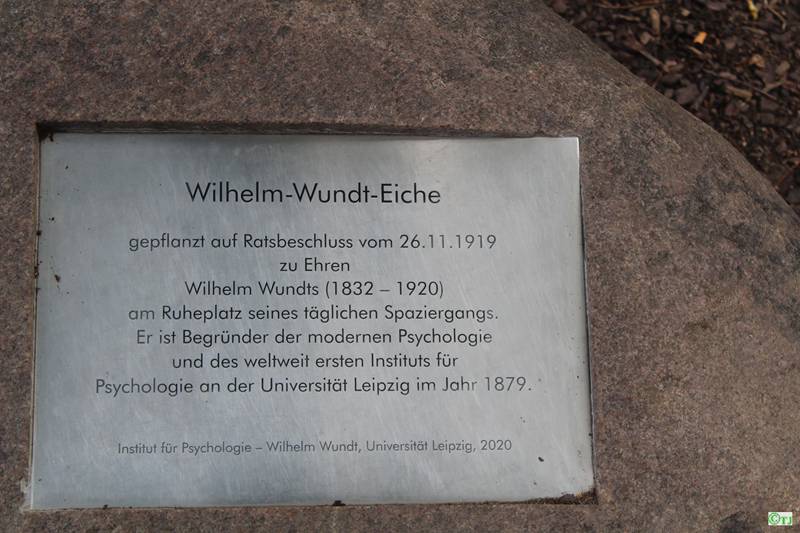 Wilhelm-Wundt-Eiche
gepflanzt auf Ratsbeschluss vom 26.11.1919
zu Ehren
Wilhelm Wundts (1832 – 1920)
am Ruheplatz seines täglichen Spaziergangs.
Er ist Begründer der modernen Psychologie
und des weltweit ersten Instituts für
Psychologie an der Universität Leipzig im Jahr 1879.
Institut für Psychologie – Wilhelm Wundt, Universität Leipzig, 2020
©TJ